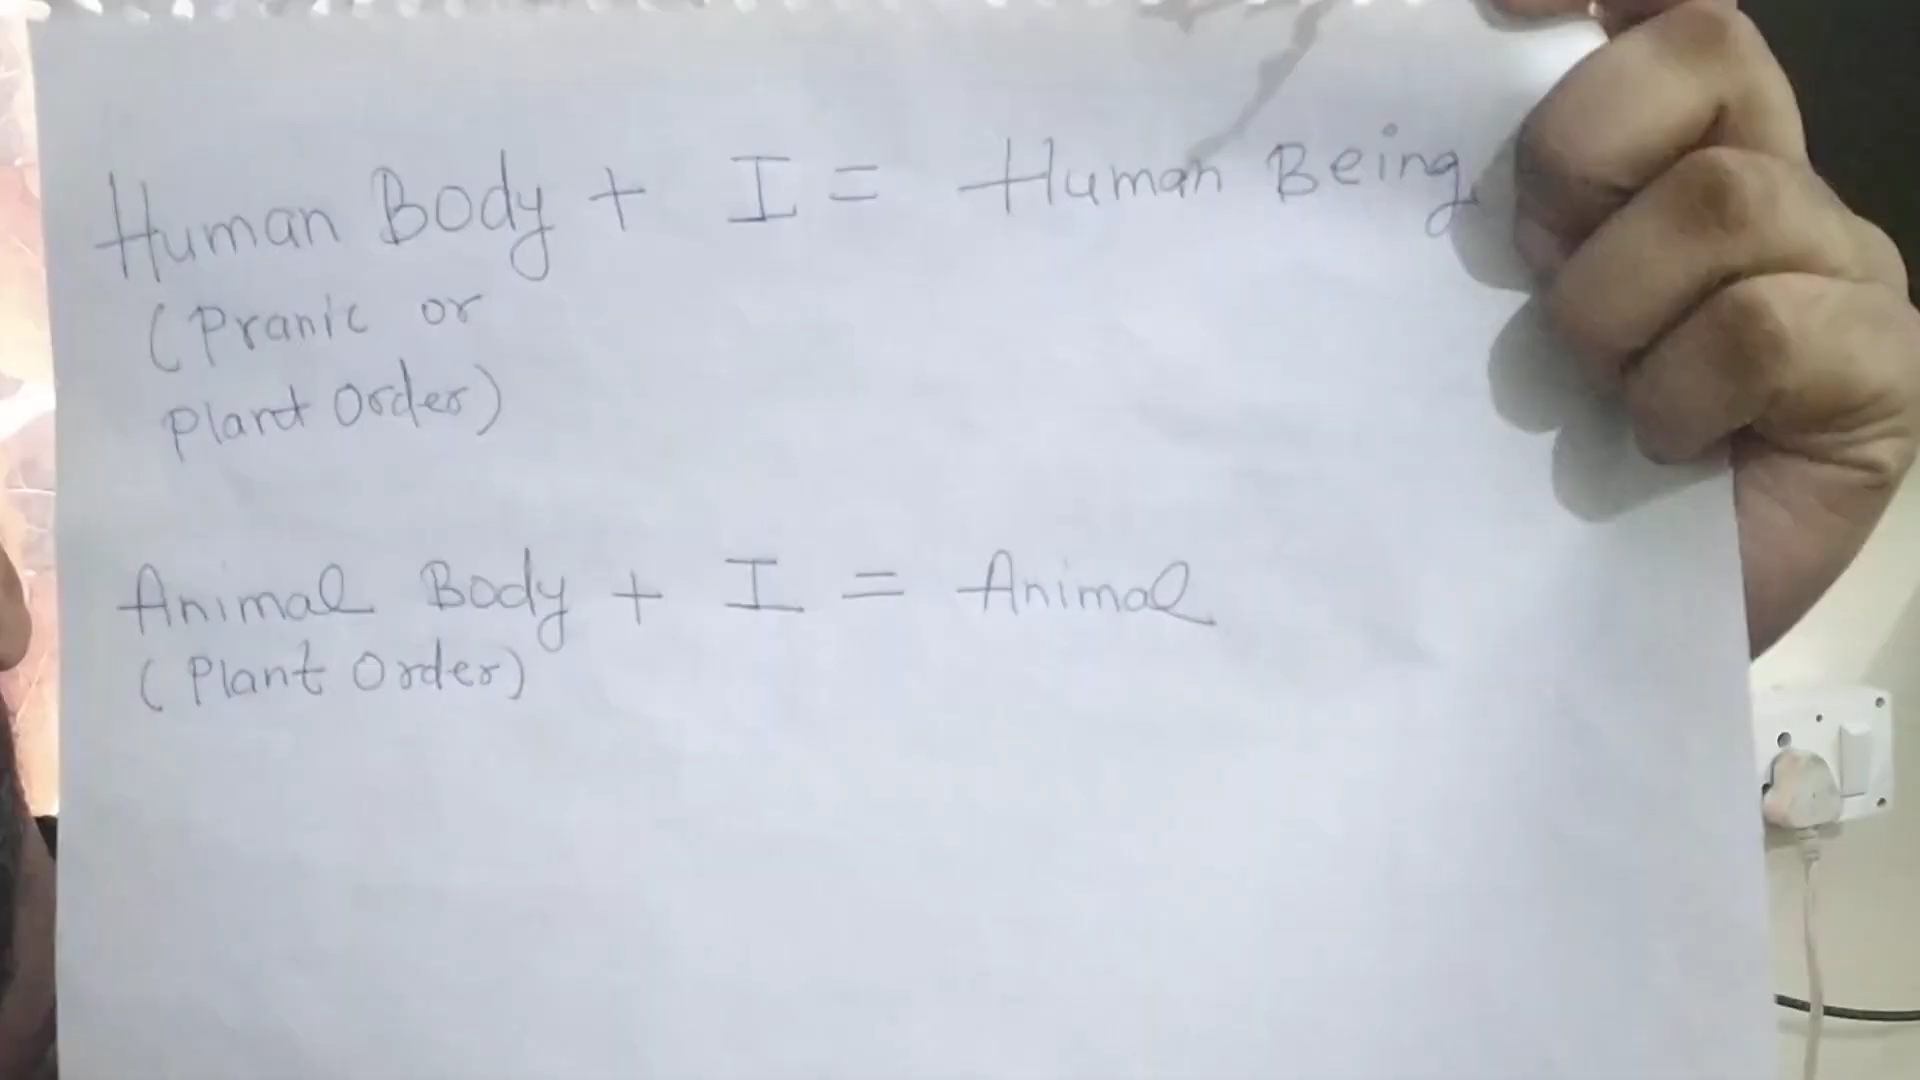 Human Body + I = Human Being
(Pranic or
Plant Order)
Animal Body + I = Animal
(Plant Order)